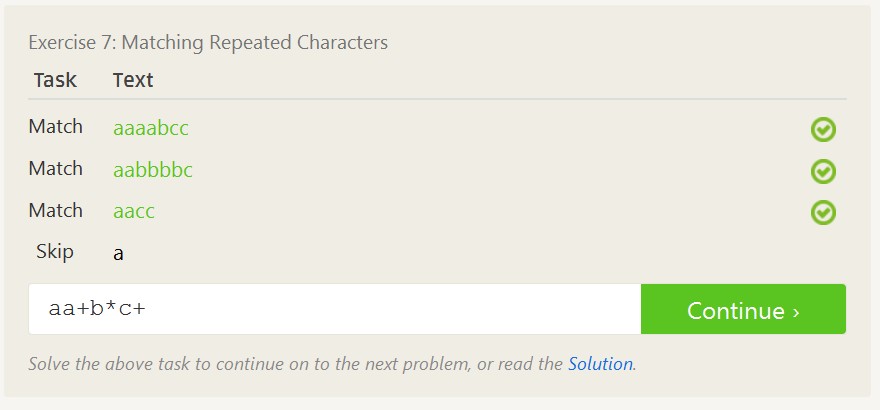 Exercise 7: Matching Repeated Characters
Task Text
Match aaaabcc
Match aabbbbc
Match aacc
Skip a
aa+b*c+
Continue ›
Solve the above task to continue on to the next problem, or read the Solution.